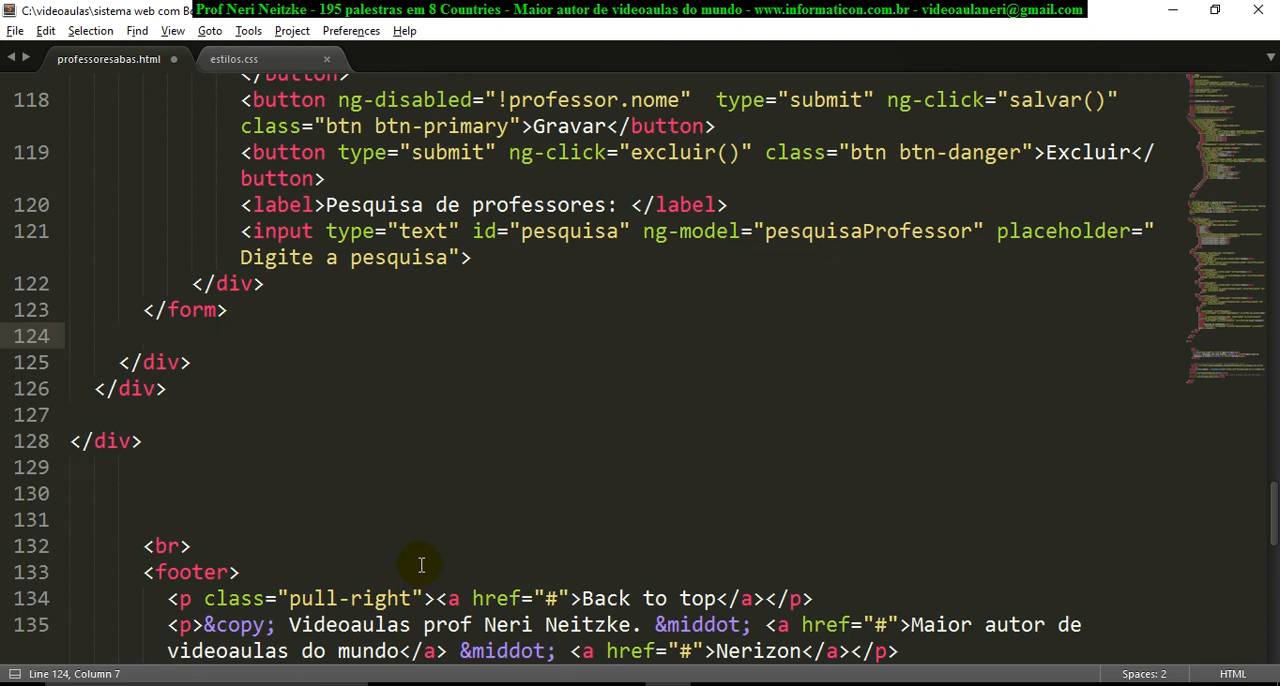 C:\videoaulas\sistema web com Bo
Prof Neri Neitzke - 195 palestras em 8 Countries - Maior autor de videoaulas do mundo - www.informaticon.com.br - videoaulaneri@gmail.com
File Edit Selection Find View Goto Tools Project Preferences Help
professoresabas.html estilos.css
</button>
118 <button ng-disabled="!professor.nome"  type="submit" ng-click="salvar()"
class="btn btn-primary">Gravar</button>
119 <button type="submit" ng-click="excluir()" class="btn btn-danger">Excluir</
button>
120 <label>Pesquisa de professores: </label>
121 <input type="text" id="pesquisa" ng-model="pesquisaProfessor" placeholder="
Digite a pesquisa">
122 </div>
123 </form>
124
125 </div>
126 </div>
127
128 </div>
129
130
131
132 <br>
133 <footer>
134 <p class="pull-right"><a href="#">Back to top</a></p>
135 <p>&copy; Videoaulas prof Neri Neitzke. &middot; <a href="#">Maior autor de
videoaulas do mundo</a> &middot; <a href="#">Nerizon</a></p>
Line 124, Column 7 Spaces: 2 HTML